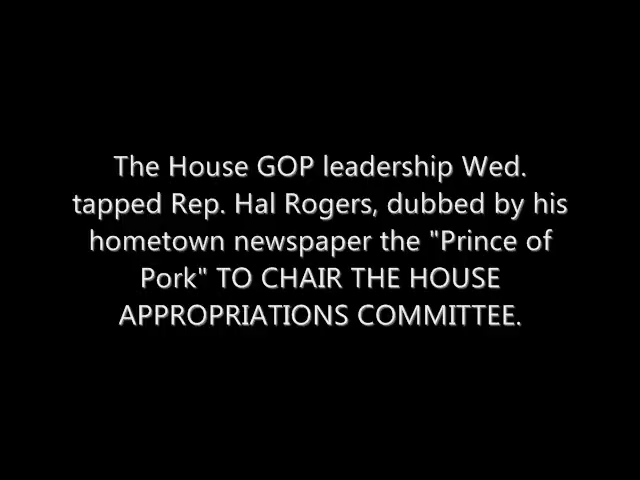 The House GOP leadership Wed.
tapped Rep. Hal Rogers, dubbed by his
hometown newspaper the "Prince of
Pork" TO CHAIR THE HOUSE
APPROPRIATIONS COMMITTEE.